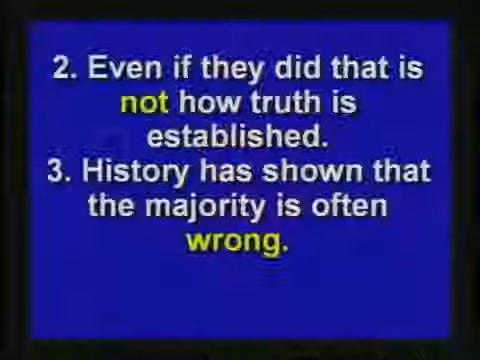 2. Even if they did that is
not how truth is
established.
3. History has shown that
the majority is often
wrong.